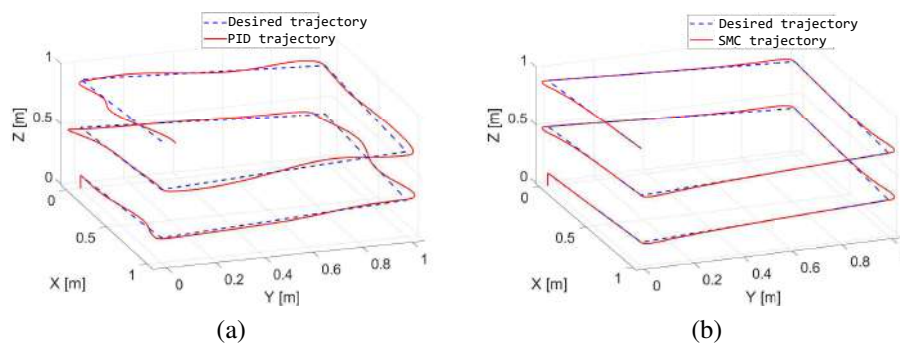 Desired trajectory
PID trajectory
1
0.5
0
Z [m]
0
0.5
1
X [m]
0
0.2
0.4
0.6
0.8
1
Y [m]
(a)
Desired trajectory
SMC trajectory
1
0.5
0
Z [m]
0
0.5
1
X [m]
0
0.2
0.4
0.6
0.8
Y [m]
(b)